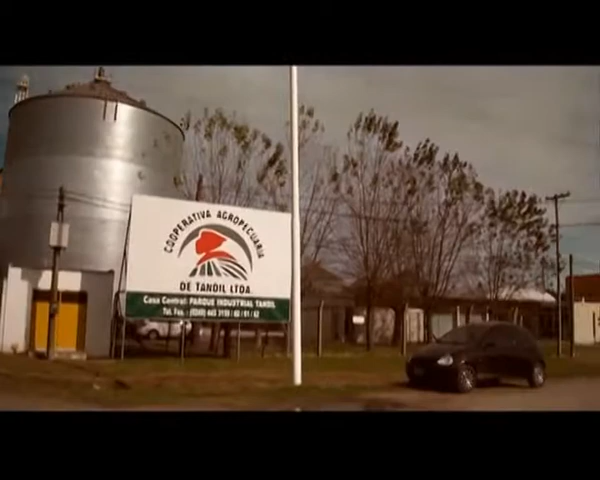 COOPERATIVA AGROPECUARIA
DE TANDIL LTDA.
Casa Central: PARQUE INDUSTRIAL TANDIL